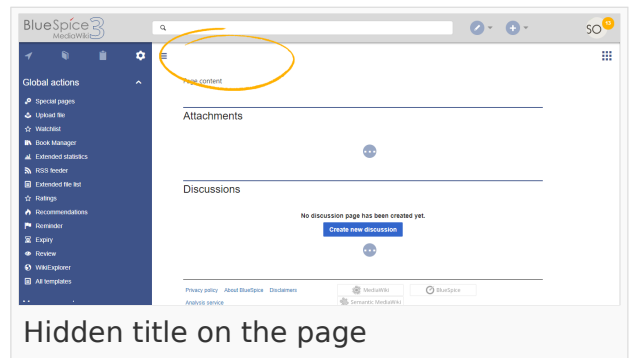 BlueSpice 3
MediaWiki
SO
Global actions
Special pages
Upload file
Watchlist
Book Manager
Extended statistics
RSS feeder
Extended file list
Ratings
Recommendations
Reminder
Expiry
Review
WikiExplorer
All templates
Page content
Attachments
Discussions
No discussion page has been created yet.
Create new discussion
Privacy policy About BlueSpice Disclaimers
Analysis service
MediaWiki
BlueSpice
Semantic MediaWiki
Hidden title on the page